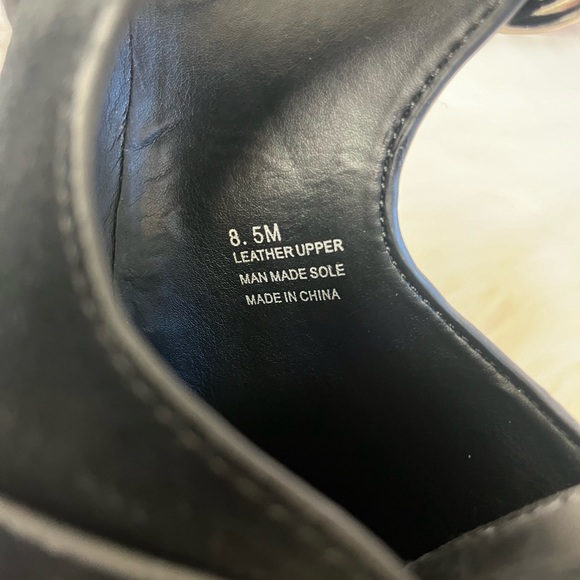 8.5M
LEATHER UPPER
MAN MADE SOLE
MADE IN CHINA